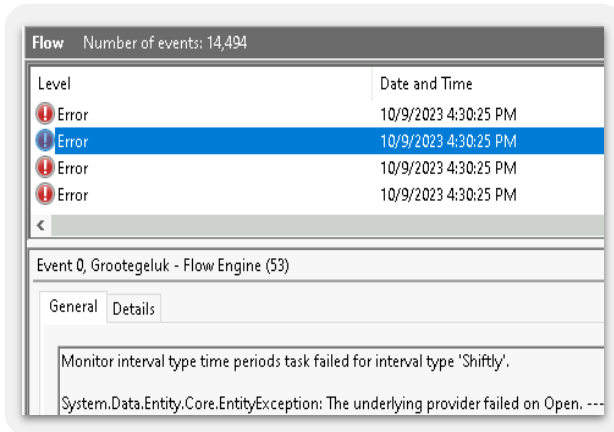 Flow Number of events: 14,494
Level Date and Time
Error 10/9/2023 4:30:25 PM
Error 10/9/2023 4:30:25 PM
Error 10/9/2023 4:30:25 PM
Error 10/9/2023 4:30:25 PM
Event 0, Grootegeluk - Flow Engine (53)
General Details
Monitor interval type time periods task failed for interval type 'Shiftly'.
System.Data.Entity.Core.EntityException: The underlying provider failed on Open. ---